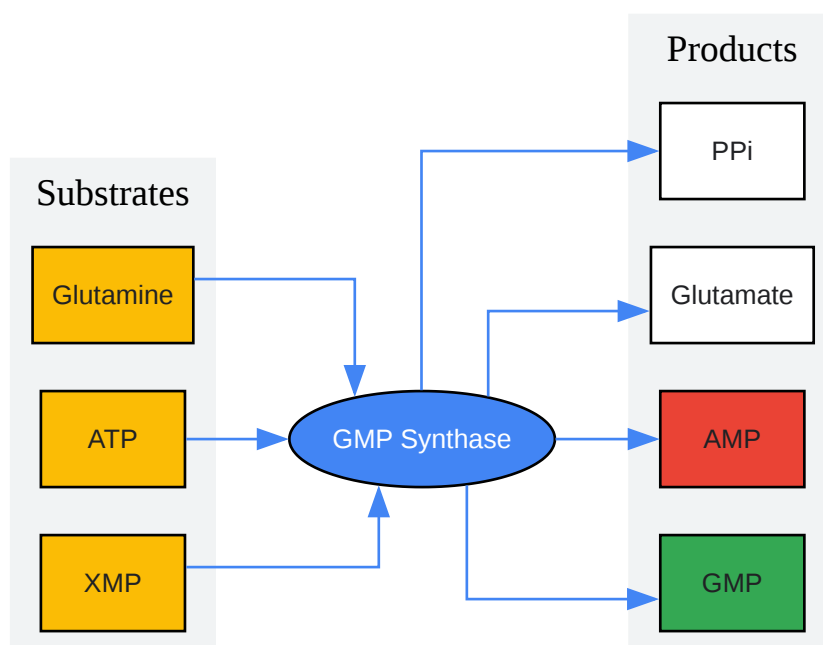 Substrates
Glutamine
ATP
XMP
GMP Synthase
Products
PPi
Glutamate
AMP
GMP